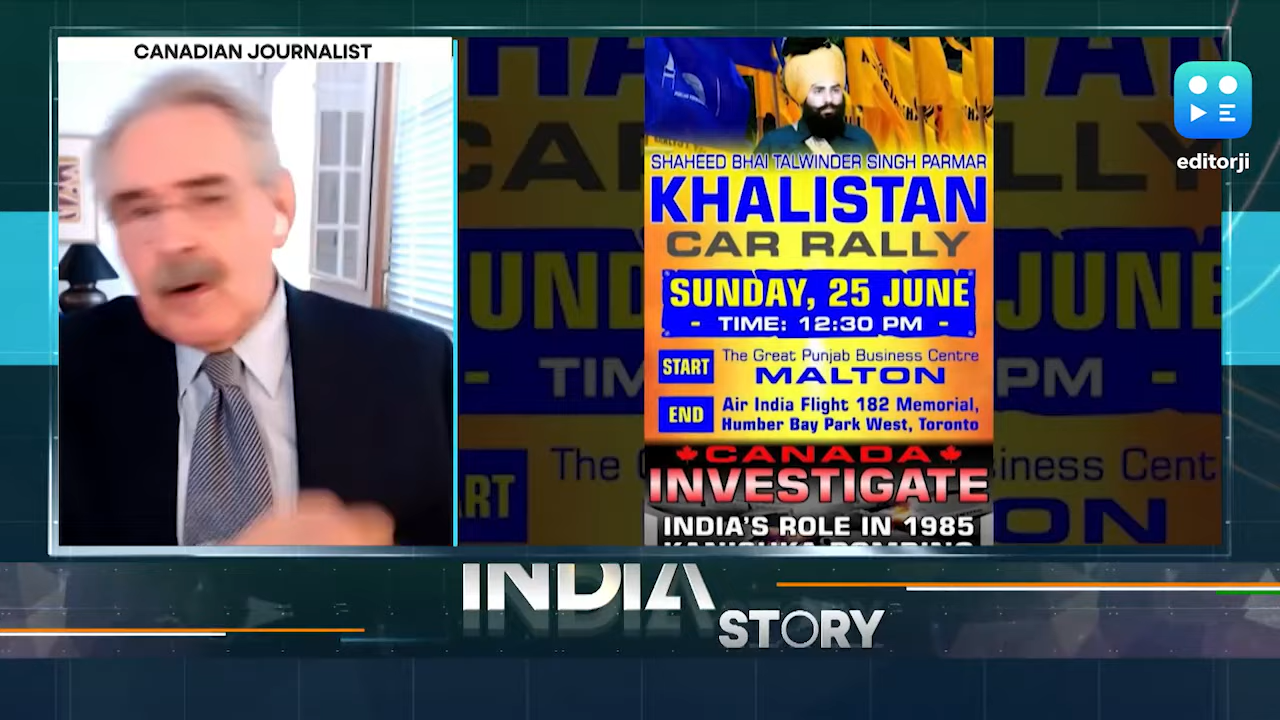 CANADIAN JOURNALIST
SHAHEED BHAI TALWINDER SINGH PARMAR
KHALISTAN
CAR RALLY
SUNDAY, 25 JUNE
- TIME: 12:30 PM -
START
The Great Punjab Business Centre
MALTON
END
Air India Flight 182 Memorial,
Humber Bay Park West, Toronto
CANADA
INVESTIGATE
INDIA'S ROLE IN 1985
editorji
INDIA
STORY